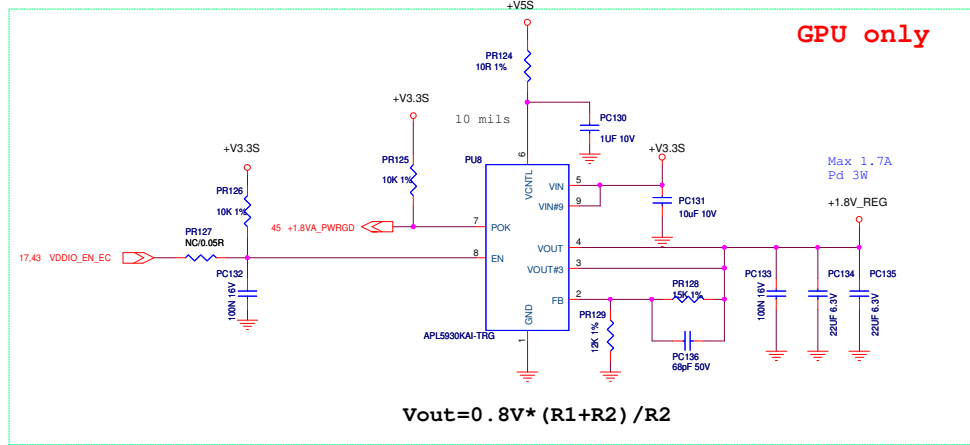 +V5S
GPU only
PR124
10R 1%
+V3.3S
10 mils
PC130
1UF 10V
+V3.3S
+V3.3S
PR125
10K 1%
PU8
6
VCNTL
VIN
5
VIN#9
9
PC131
10uF 10V
Max 1.7A
Pd 3W
+1.8V_REG
PR126
10K 1%
45 +1.8VA_PWRGD
7
POK
VOUT
4
PR127
NC/0.05R
17,43 VDDIO_EN_EC
8
EN
VOUT#3
3
PC132
100N 16V
FB
2
PR128
15K 1%
PC133
100N 16V
PC134
22UF 6.3V
PC135
22UF 6.3V
GND
1
APL5930KAI-TRG
PR129
12K 1%
PC136
68pF 50V
Vout=0.8V*(R1+R2)/R2